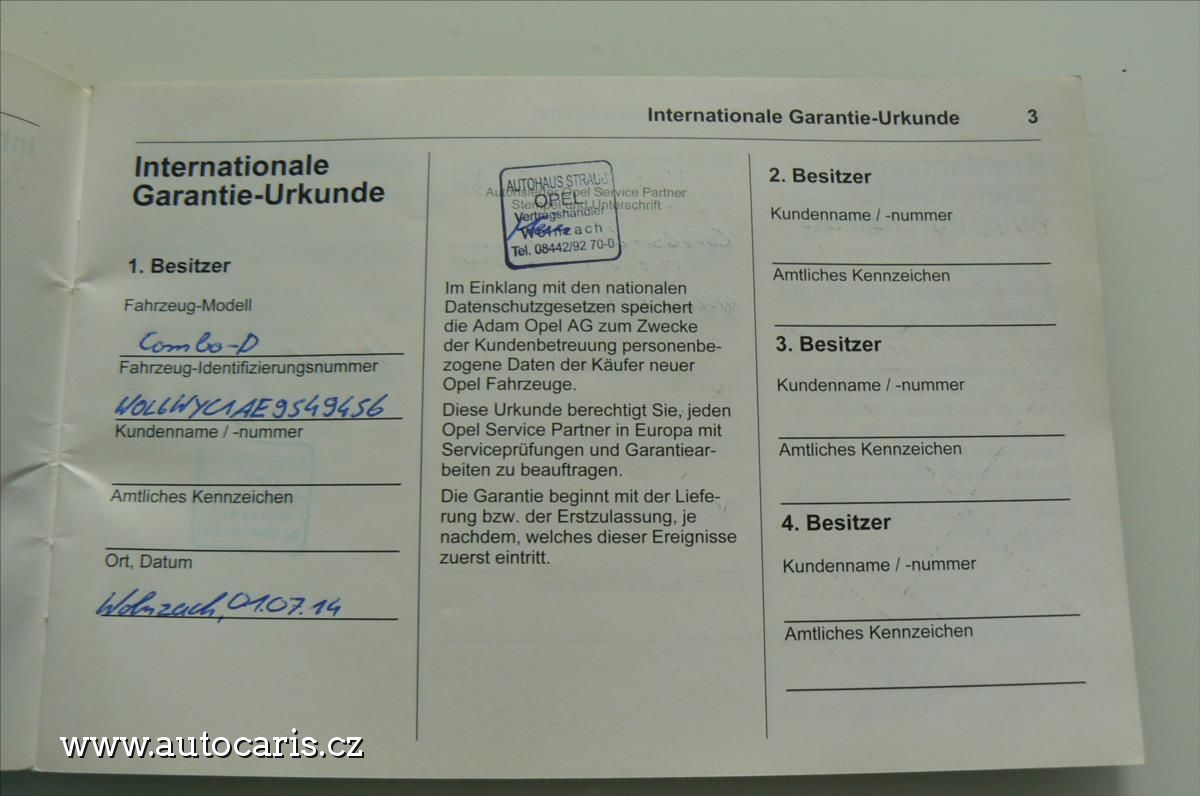 Internationale Garantie-Urkunde 3
Internationale
Garantie-Urkunde
1. Besitzer
Fahrzeug-Modell
Combo-D
Fahrzeug-Identifizierungsnummer
W0L6WYC1AE9549456
Kundenname / -nummer
Amtliches Kennzeichen
Ort, Datum
Wolnzach, 01.07.14
Autorisierter Opel Service Partner
Stempel und Unterschrift
AUTOHAUS STRAUB
OPEL
Vertragshändler
Wolnzach
Tel. 08442/92 70-0
Im Einklang mit den nationalen
Datenschutzgesetzen speichert
die Adam Opel AG zum Zwecke
der Kundenbetreuung personenbe-
zogene Daten der Käufer neuer
Opel Fahrzeuge.
Diese Urkunde berechtigt Sie, jeden
Opel Service Partner in Europa mit
Serviceprüfungen und Garantiear-
beiten zu beauftragen.
Die Garantie beginnt mit der Liefe-
rung bzw. der Erstzulassung, je
nachdem, welches dieser Ereignisse
zuerst eintritt.
2. Besitzer
Kundenname / -nummer
Amtliches Kennzeichen
3. Besitzer
Kundenname / -nummer
Amtliches Kennzeichen
4. Besitzer
Kundenname / -nummer
Amtliches Kennzeichen
www.autocaris.cz